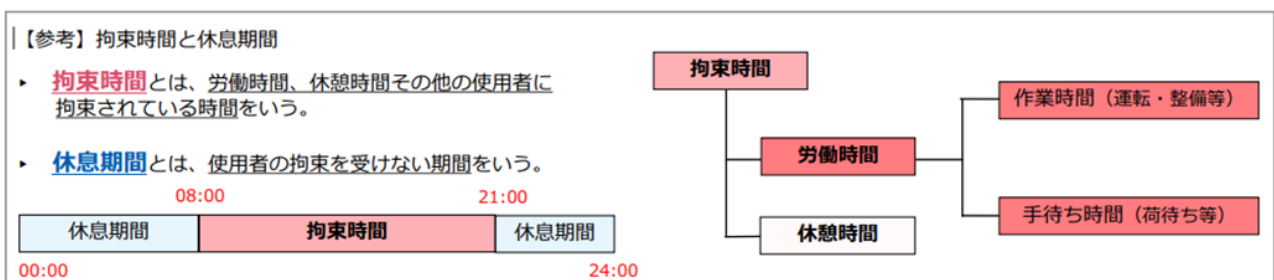 【参考】拘束時間と休息期間
▸ 拘束時間とは、労働時間、休憩時間その他の使用者に
拘束されている時間をいう。
▸ 休息期間とは、使用者の拘束を受けない期間をいう。
08:00 21:00
休息期間 拘束時間 休息期間
00:00 24:00
拘束時間
労働時間
休憩時間
作業時間（運転・整備等）
手待ち時間（荷待ち等）